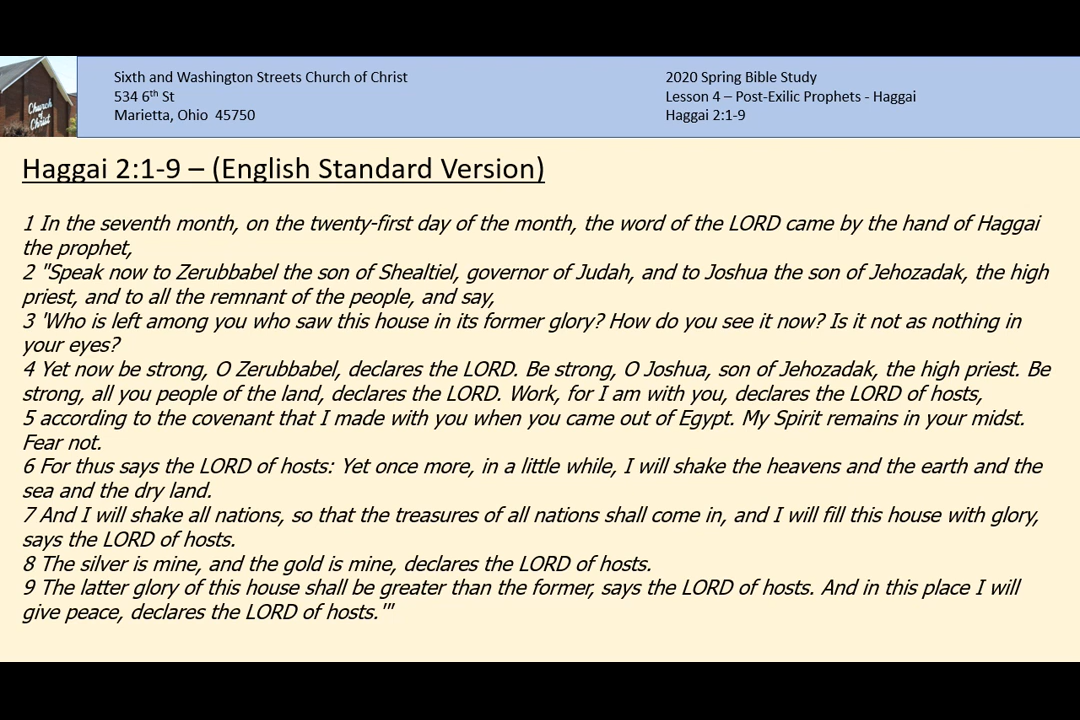 Church
of
Christ
Sixth and Washington Streets Church of Christ
534 6th St
Marietta, Ohio 45750
2020 Spring Bible Study
Lesson 4 – Post-Exilic Prophets - Haggai
Haggai 2:1-9
Haggai 2:1-9 – (English Standard Version)
1 In the seventh month, on the twenty-first day of the month, the word of the LORD came by the hand of Haggai
the prophet,
2 "Speak now to Zerubbabel the son of Shealtiel, governor of Judah, and to Joshua the son of Jehozadak, the high
priest, and to all the remnant of the people, and say,
3 'Who is left among you who saw this house in its former glory? How do you see it now? Is it not as nothing in
your eyes?
4 Yet now be strong, O Zerubbabel, declares the LORD. Be strong, O Joshua, son of Jehozadak, the high priest. Be
strong, all you people of the land, declares the LORD. Work, for I am with you, declares the LORD of hosts,
5 according to the covenant that I made with you when you came out of Egypt. My Spirit remains in your midst.
Fear not.
6 For thus says the LORD of hosts: Yet once more, in a little while, I will shake the heavens and the earth and the
sea and the dry land.
7 And I will shake all nations, so that the treasures of all nations shall come in, and I will fill this house with glory,
says the LORD of hosts.
8 The silver is mine, and the gold is mine, declares the LORD of hosts.
9 The latter glory of this house shall be greater than the former, says the LORD of hosts. And in this place I will
give peace, declares the LORD of hosts.'"